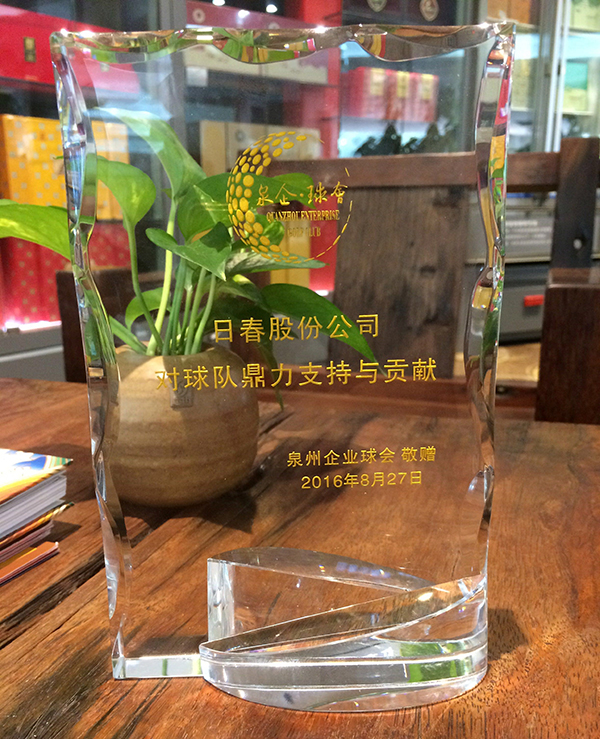 泉企·球會
QUANZHOU ENTERPRISE
日春股份公司
对球队鼎力支持与贡献
泉州企业球会 敬赠
2016年8月27日